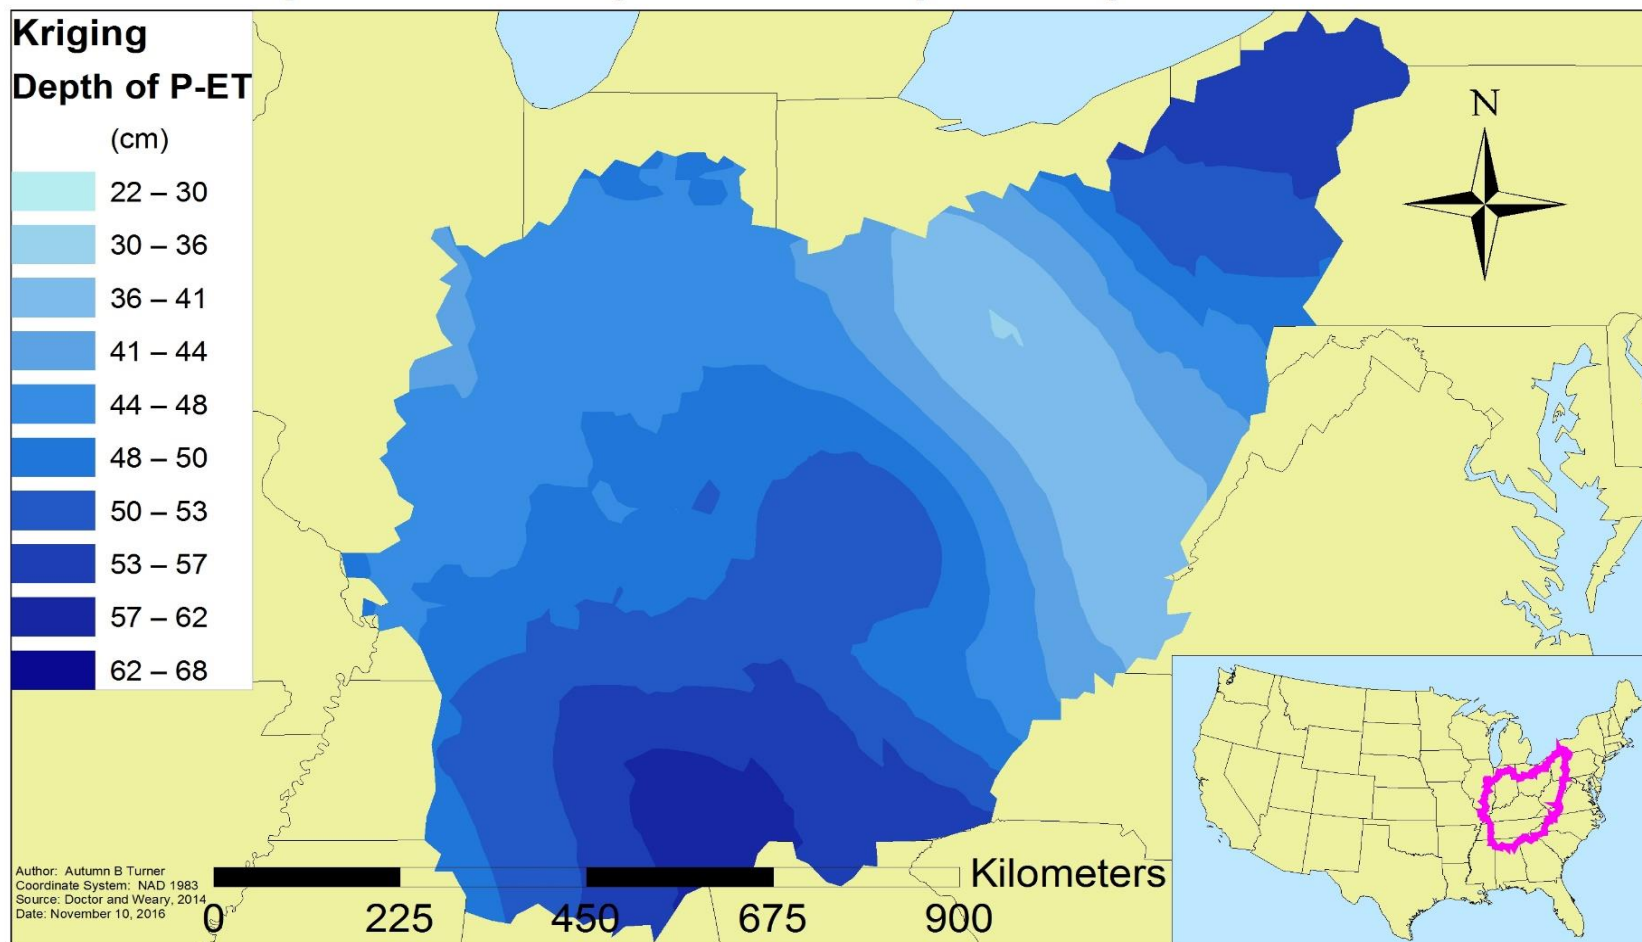 Kriging
Depth of P-ET
(cm)
22 – 30
30 – 36
36 – 41
41 – 44
44 – 48
48 – 50
50 – 53
53 – 57
57 – 62
62 – 68
N
Author: Autumn B Turner
Coordinate System: NAD 1983
Source: Doctor and Weary, 2014
Date: November 10, 2016
Kilometers
0 225 450 675 900